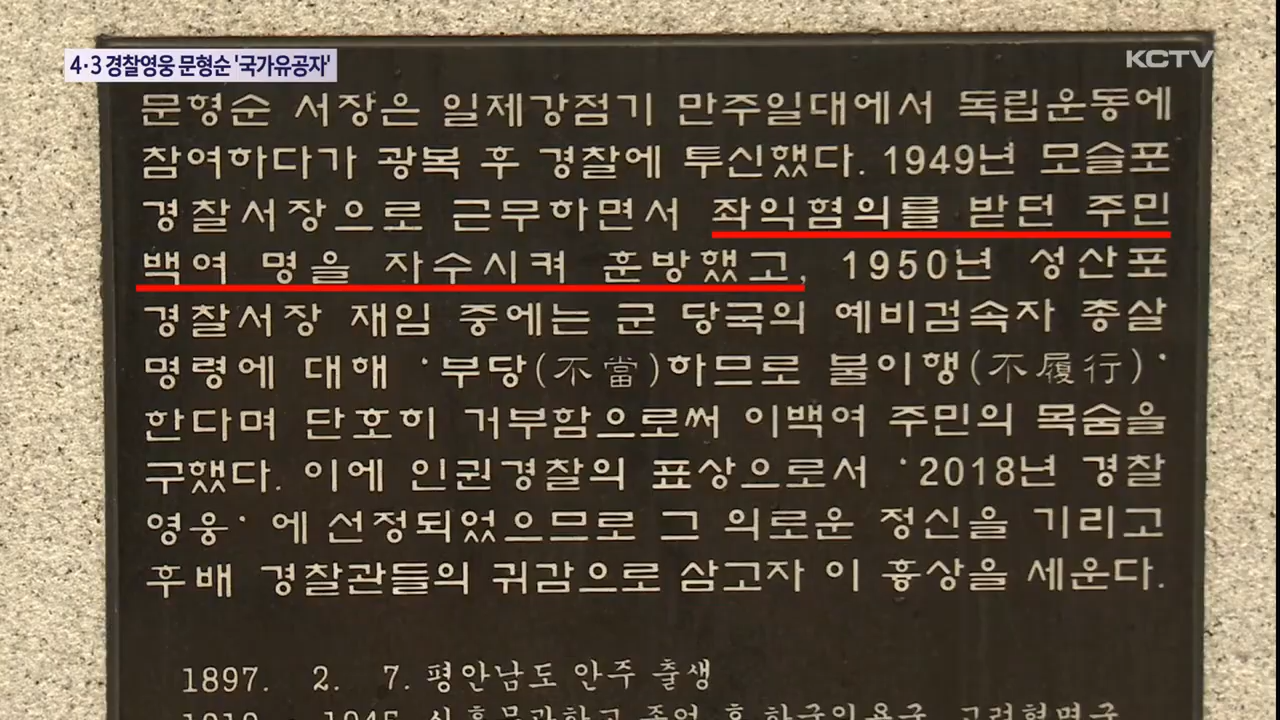 4·3 경찰영웅 문형순 '국가유공자'
KCTV
문형순 서장은 일제강점기 만주일대에서 독립운동에
참여하다가 광복 후 경찰에 투신했다. 1949년 모슬포
경찰서장으로 근무하면서 좌익혐의를 받던 주민
백여 명을 자수시켜 훈방했고, 1950년 성산포
경찰서장 재임 중에는 군 당국의 예비검속자 총살
명령에 대해 '부당(不當)하므로 불이행(不履行)'
한다며 단호히 거부함으로써 이백여 주민의 목숨을
구했다. 이에 인권경찰의 표상으로서 '2018년 경찰
영웅' 에 선정되었으므로 그 의로운 정신을 기리고
후배 경찰관들의 귀감으로 삼고자 이 흉상을 세운다.
1897. 2. 7. 평안남도 안주 출생